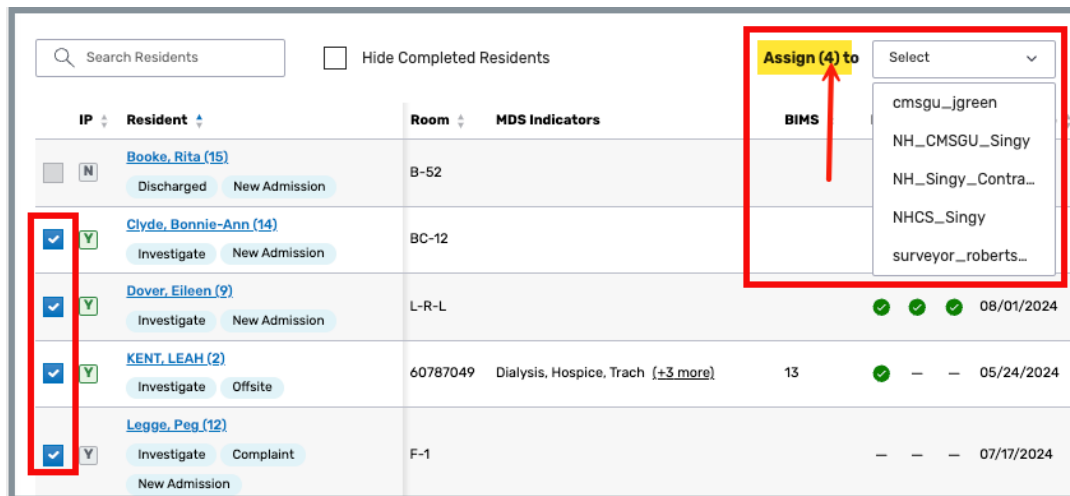 Search Residents
Hide Completed Residents
Assign (4) to
Select
cmsgu_jgreen
NH_CMSGU_Singy
NH_Singy_Contra...
NHCS_Singy
surveyor_roberts...
IP Resident Room MDS Indicators BIMS
N Booke, Rita (15) B-52
Discharged New Admission
Y Clyde, Bonnie-Ann (14) BC-12
Investigate New Admission
Y Dover, Eileen (9) L-R-L 08/01/2024
Investigate New Admission
Y KENT, LEAH (2) 60787049 Dialysis, Hospice, Trach (+3 more) 13 — — 05/24/2024
Investigate Offsite
Y Legge, Peg (12) F-1 — — — 07/17/2024
Investigate Complaint
New Admission